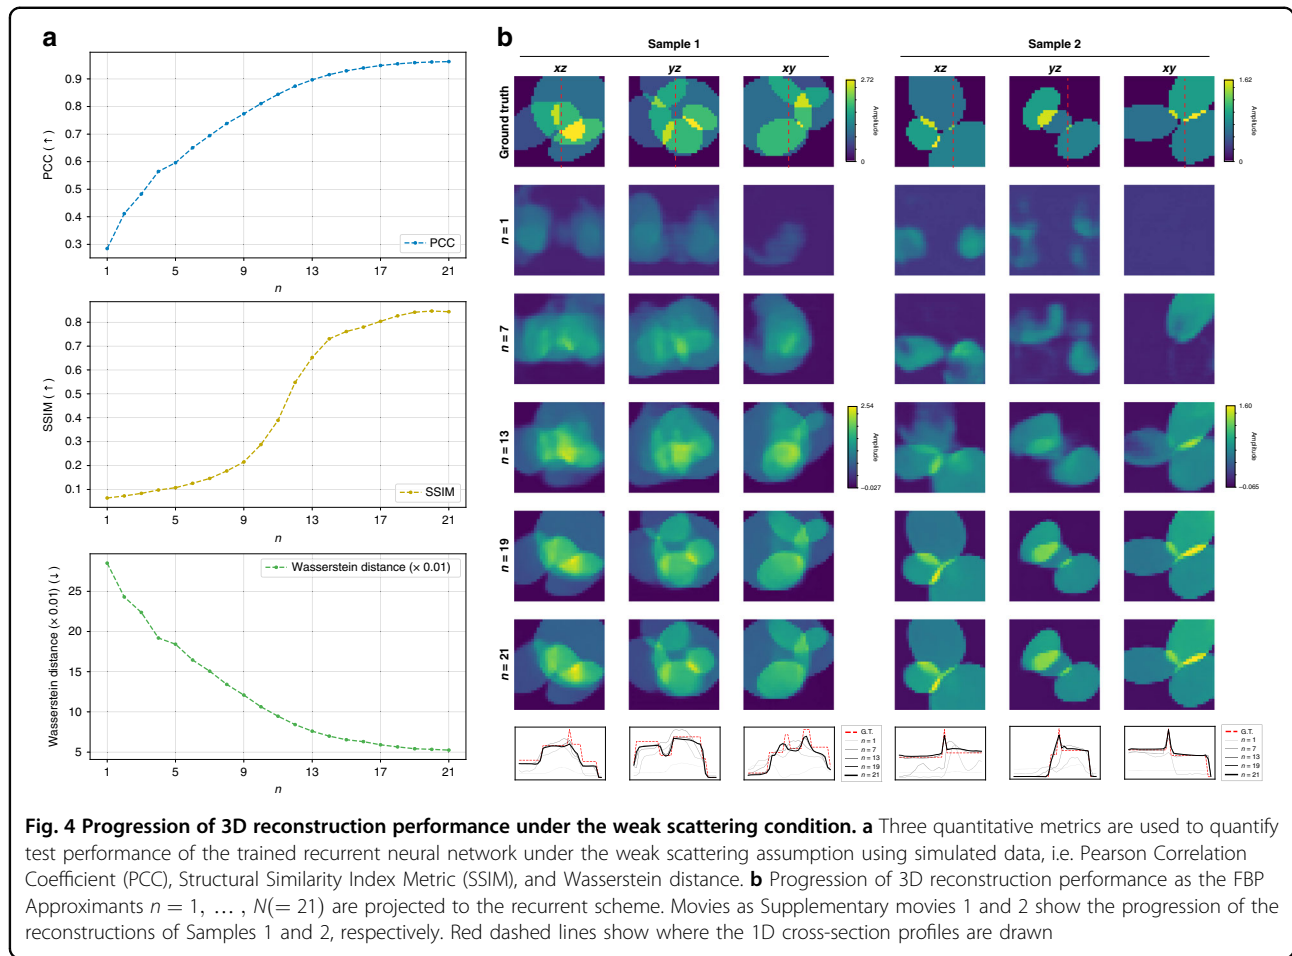 a
PCC (↑)
0.9
0.8
0.7
0.6
0.5
0.4
0.3
PCC
1 5 9 13 17 21
n
SSIM (↑)
0.8
0.7
0.6
0.5
0.4
0.3
0.2
0.1
SSIM
1 5 9 13 17 21
n
Wasserstein distance (× 0.01) (↓)
25
20
15
10
5
Wasserstein distance (× 0.01)
1 5 9 13 17 21
n
b
Sample 1 Sample 2
xz yz xy xz yz xy
Ground truth
2.72
Amplitude
0
1.62
Amplitude
0
n = 1
n = 7
n = 13
2.54
Amplitude
−0.027
1.60
Amplitude
−0.065
n = 19
n = 21
G.T.
n = 1
n = 7
n = 13
n = 19
n = 21
G.T.
n = 1
n = 7
n = 13
n = 19
n = 21
Fig. 4 Progression of 3D reconstruction performance under the weak scattering condition. a Three quantitative metrics are used to quantify
test performance of the trained recurrent neural network under the weak scattering assumption using simulated data, i.e. Pearson Correlation
Coefficient (PCC), Structural Similarity Index Metric (SSIM), and Wasserstein distance. b Progression of 3D reconstruction performance as the FBP
Approximants n = 1, … , N(= 21) are projected to the recurrent scheme. Movies as Supplementary movies 1 and 2 show the progression of the
reconstructions of Samples 1 and 2, respectively. Red dashed lines show where the 1D cross-section profiles are drawn